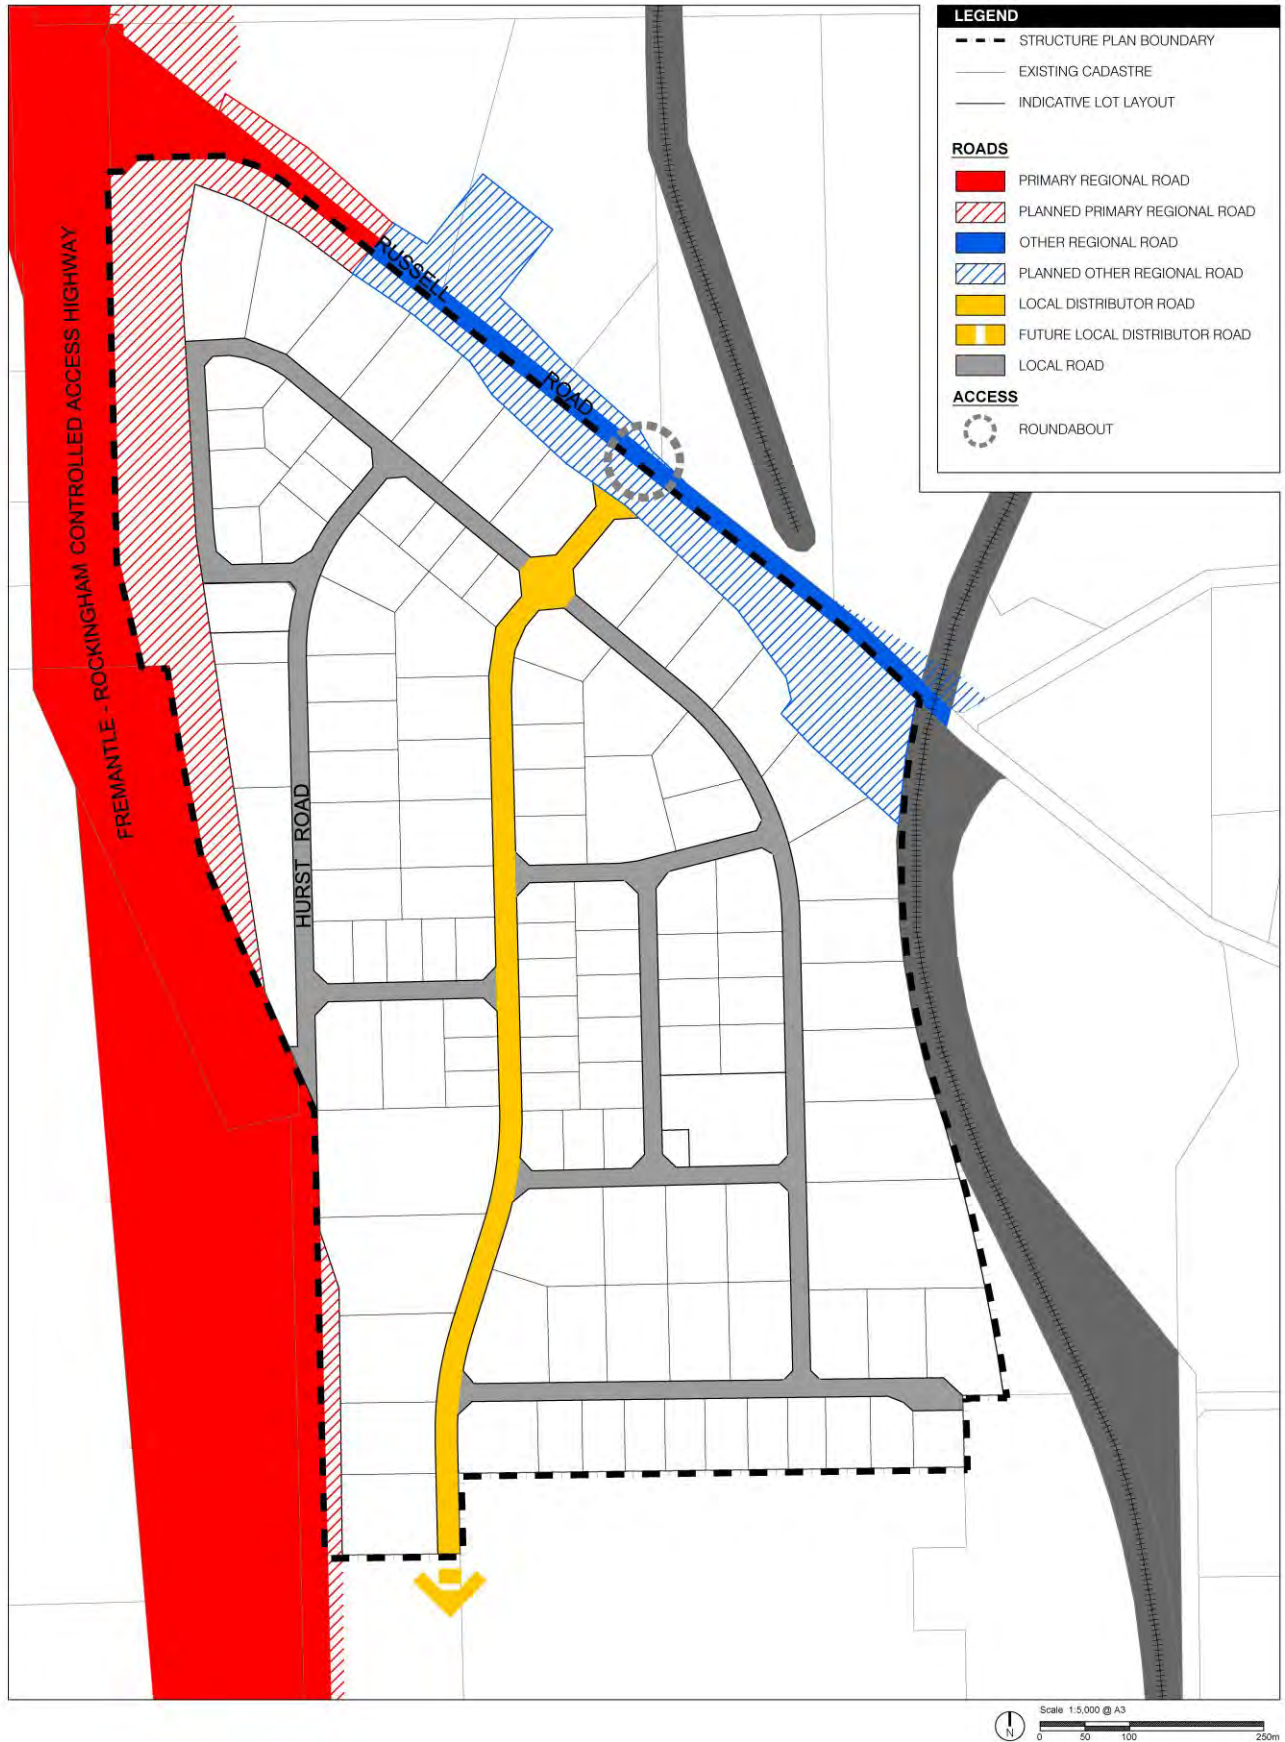 LEGEND
STRUCTURE PLAN BOUNDARY
EXISTING CADASTRE
INDICATIVE LOT LAYOUT
ROADS
PRIMARY REGIONAL ROAD
PLANNED PRIMARY REGIONAL ROAD
OTHER REGIONAL ROAD
PLANNED OTHER REGIONAL ROAD
LOCAL DISTRIBUTOR ROAD
FUTURE LOCAL DISTRIBUTOR ROAD
LOCAL ROAD
ACCESS
ROUNDABOUT
FREMANTLE - ROCKINGHAM CONTROLLED ACCESS HIGHWAY
RUSSELL ROAD
HURST ROAD
N
Scale 1:5,000 @ A3
0 50 100 250m